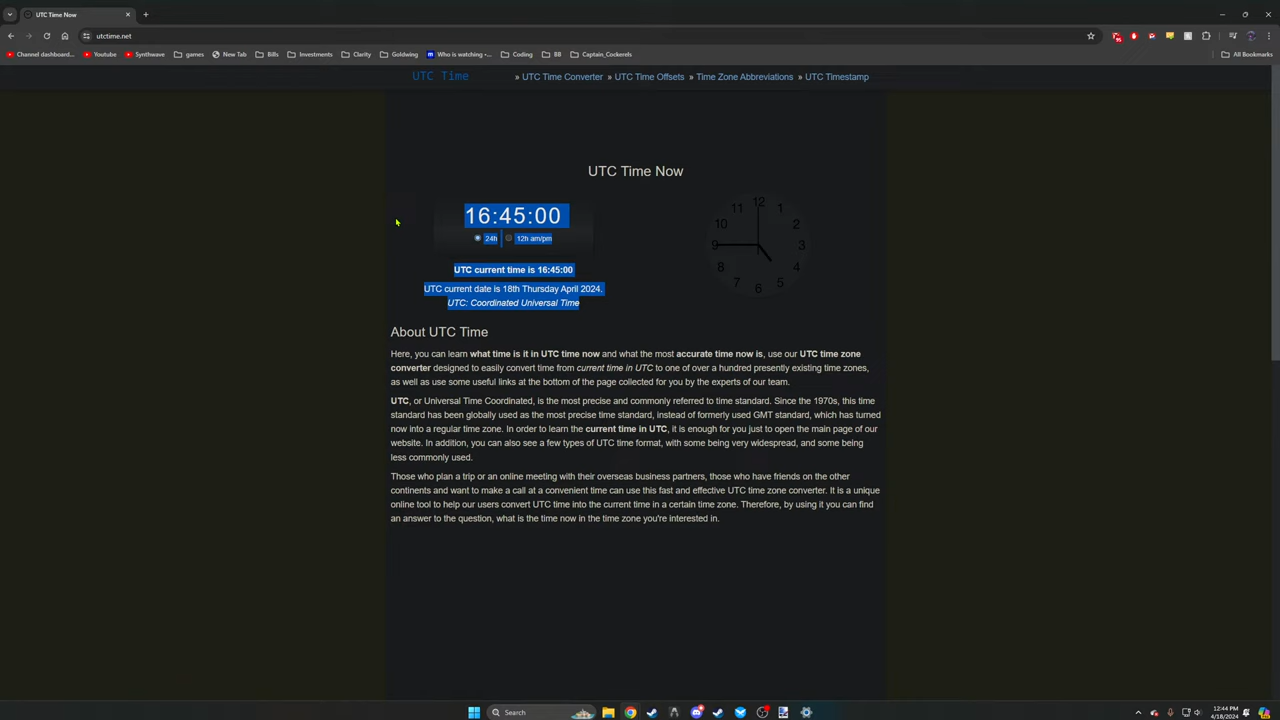 UTC Time Now
utctime.net
Channel dashboard...
Youtube
Synthwave
games
New Tab
Bills
Investments
Clarity
Goldwing
Who is watching -...
Coding
BB
Captain_Cockerels
All Bookmarks
UTC Time
» UTC Time Converter » UTC Time Offsets » Time Zone Abbreviations » UTC Timestamp
UTC Time Now
16:45:00
24h
12h am/pm
UTC current time is 16:45:00
UTC current date is 18th Thursday April 2024.
UTC: Coordinated Universal Time
12
1
2
3
4
5
6
7
8
9
10
11
About UTC Time
Here, you can learn what time is it in UTC time now and what the most accurate time now is, use our UTC time zone
converter designed to easily convert time from current time in UTC to one of over a hundred presently existing time zones,
as well as use some useful links at the bottom of the page collected for you by the experts of our team.
UTC, or Universal Time Coordinated, is the most precise and commonly referred to time standard. Since the 1970s, this time
standard has been globally used as the most precise time standard, instead of formerly used GMT standard, which has turned
now into a regular time zone. In order to learn the current time in UTC, it is enough for you just to open the main page of our
website. In addition, you can also see a few types of UTC time format, with some being very widespread, and some being
less commonly used.
Those who plan a trip or an online meeting with their overseas business partners, those who have friends on the other
continents and want to make a call at a convenient time can use this fast and effective UTC time zone converter. It is a unique
online tool to help our users convert UTC time into the current time in a certain time zone. Therefore, by using it you can find
an answer to the question, what is the time now in the time zone you're interested in.
Search
12:44 PM
4/18/2024